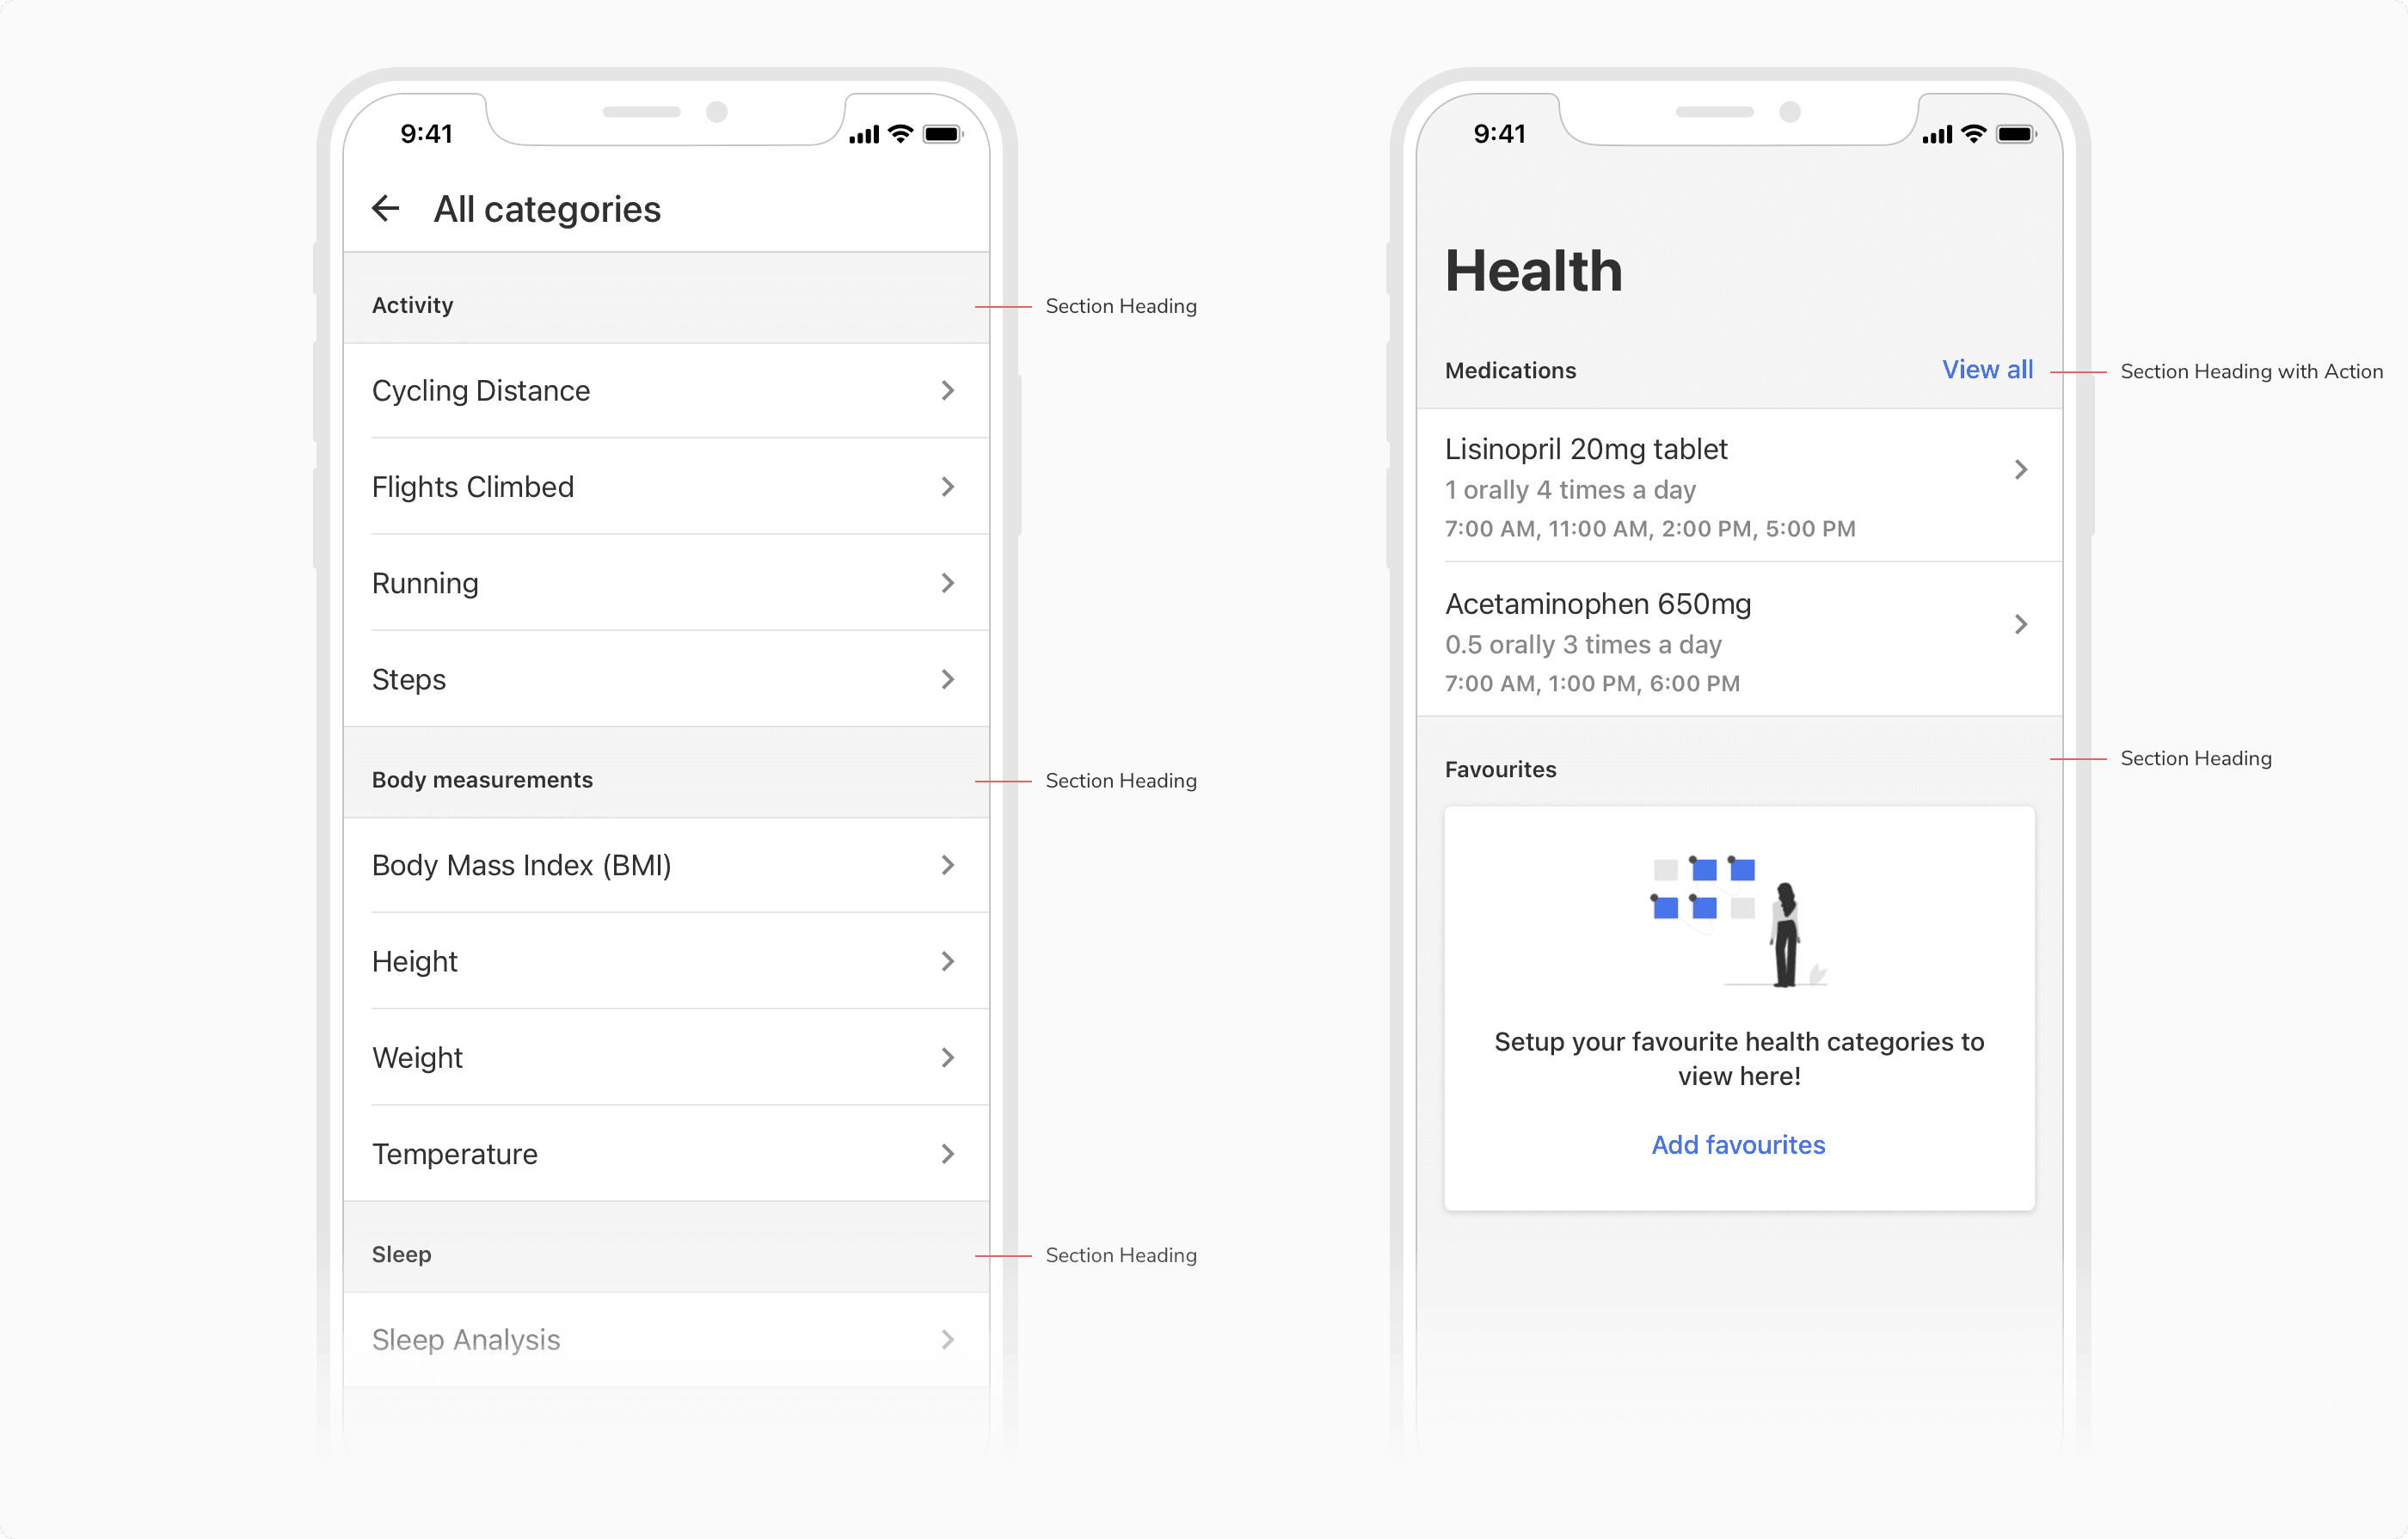 9:41
All categories
Activity
Section Heading
Cycling Distance
Flights Climbed
Running
Steps
Body measurements
Section Heading
Body Mass Index (BMI)
Height
Weight
Temperature
Sleep
Section Heading
Sleep Analysis
9:41
Health
Medications
View all
Section Heading with Action
Lisinopril 20mg tablet
1 orally 4 times a day
7:00 AM, 11:00 AM, 2:00 PM, 5:00 PM
Acetaminophen 650mg
0.5 orally 3 times a day
7:00 AM, 1:00 PM, 6:00 PM
Favourites
Section Heading
Setup your favourite health categories to
view here!
Add favourites